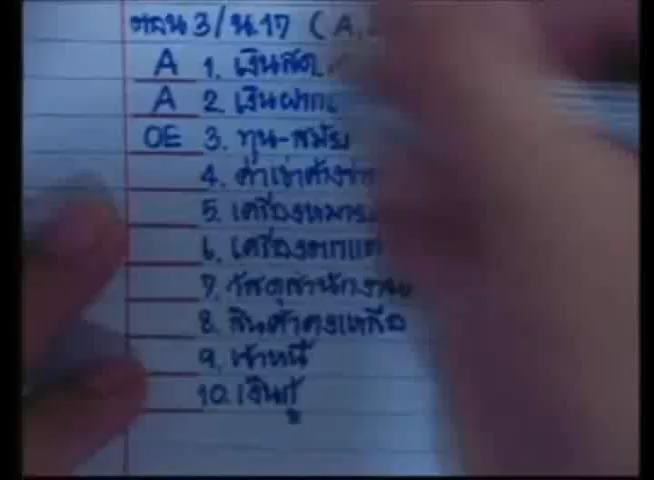 ตอน 3/น.17 (A,
A 1. เงินสด
A 2. เงินฝาก
OE 3. ทุน-สมัย
4. ค่าเช่าค้างจ่
5. เครื่องหมาย
6. เครื่องตกแต่
7. วัสดุสำนักงาน
8. สินค้าคงเหลือ
9. เจ้าหนี้
10. เงินกู้